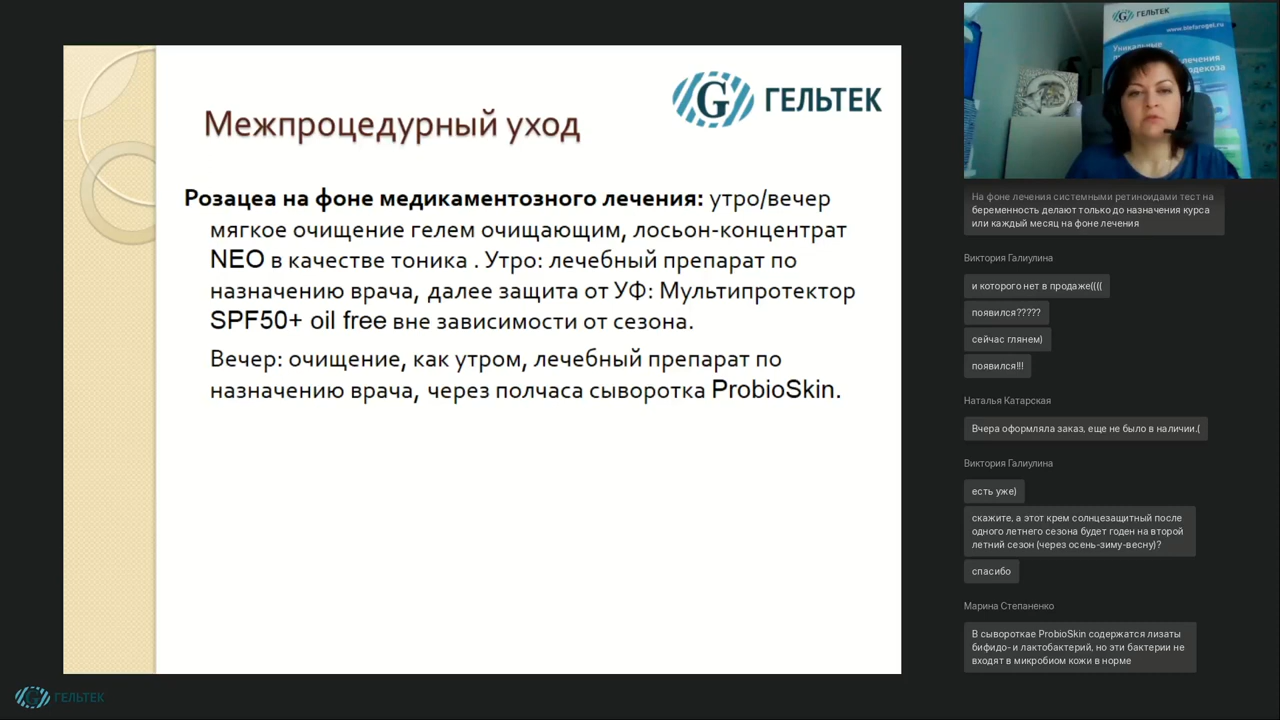 Межпроцедурный уход
ГЕЛЬТЕК
Розацеа на фоне медикаментозного лечения: утро/вечер
мягкое очищение гелем очищающим, лосьон-концентрат
NEO в качестве тоника . Утро: лечебный препарат по
назначению врача, далее защита от УФ: Мультипротектор
SPF50+ oil free вне зависимости от сезона.
Вечер: очищение, как утром, лечебный препарат по
назначению врача, через полчаса сыворотка ProbioSkin.
ГЕЛЬТЕК
ГЕЛЬТЕК
www.blefarogel.ru
Уникальные
лечения
На фоне лечения системными ретиноидами тест на
беременность делают только до назначения курса
или каждый месяц на фоне лечения
Виктория Галиулина
и которого нет в продаже((((
появился?????
сейчас глянем)
появился!!!
Наталья Катарская
Вчера оформляла заказ, еще не было в наличии.(
Виктория Галиулина
есть уже)
скажите, а этот крем солнцезащитный после
одного летнего сезона будет годен на второй
летний сезон (через осень-зиму-весну)?
спасибо
Марина Степаненко
В сывороткае ProbioSkin содержатся лизаты
бифидо- и лактобактерий, но эти бактерии не
входят в микробиом кожи в норме